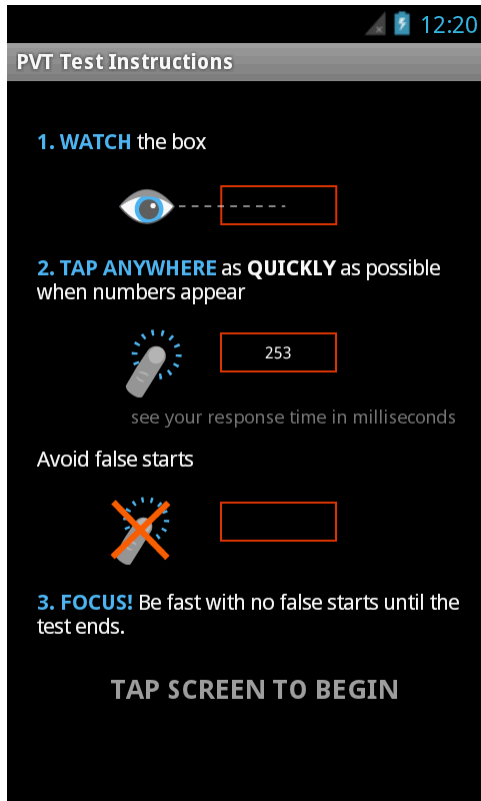 12:20
PVT Test Instructions
1. WATCH the box
2. TAP ANYWHERE as QUICKLY as possible
when numbers appear
253
see your response time in milliseconds
Avoid false starts
3. FOCUS! Be fast with no false starts until the
test ends.
TAP SCREEN TO BEGIN